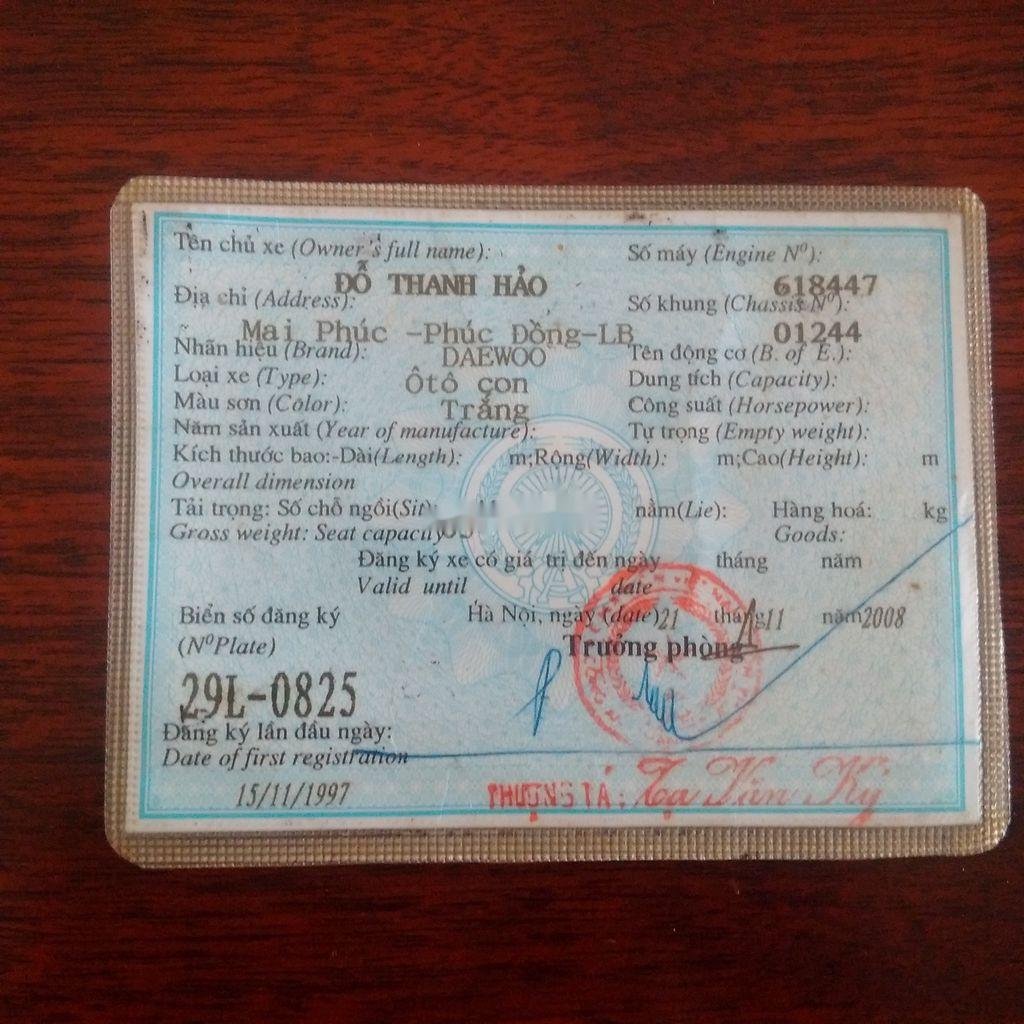 Tên chủ xe (Owner's full name): Số máy (Engine Nº):
ĐỖ THANH HẢO 618447
Địa chỉ (Address): Số khung (Chassis Nº):
Mai Phúc -Phúc Đồng-LB 01244
Nhãn hiệu (Brand): DAEWOO Tên động cơ (B. of E.):
Loại xe (Type): Ôtô con Dung tích (Capacity):
Màu sơn (Color): Trắng Công suất (Horsepower):
Năm sản xuất (Year of manufacture): Tự trọng (Empty weight):
Kích thước bao:-Dài(Length): m;Rộng(Width): m;Cao(Height): m
Overall dimension
Tải trọng: Số chỗ ngồi(Sit): nằm(Lie): Hàng hoá: kg
Gross weight: Seat capacity 05 Goods:
Đăng ký xe có giá trị đến ngày tháng năm
Valid until date
Biển số đăng ký Hà Nội, ngày (date) 21 tháng 11 năm 2008
(NºPlate) Trưởng phòng
29L-0825
Đăng ký lần đầu ngày:
Date of first registration
15/11/1997 THƯỢNG TÁ: Tạ Văn Kỷ